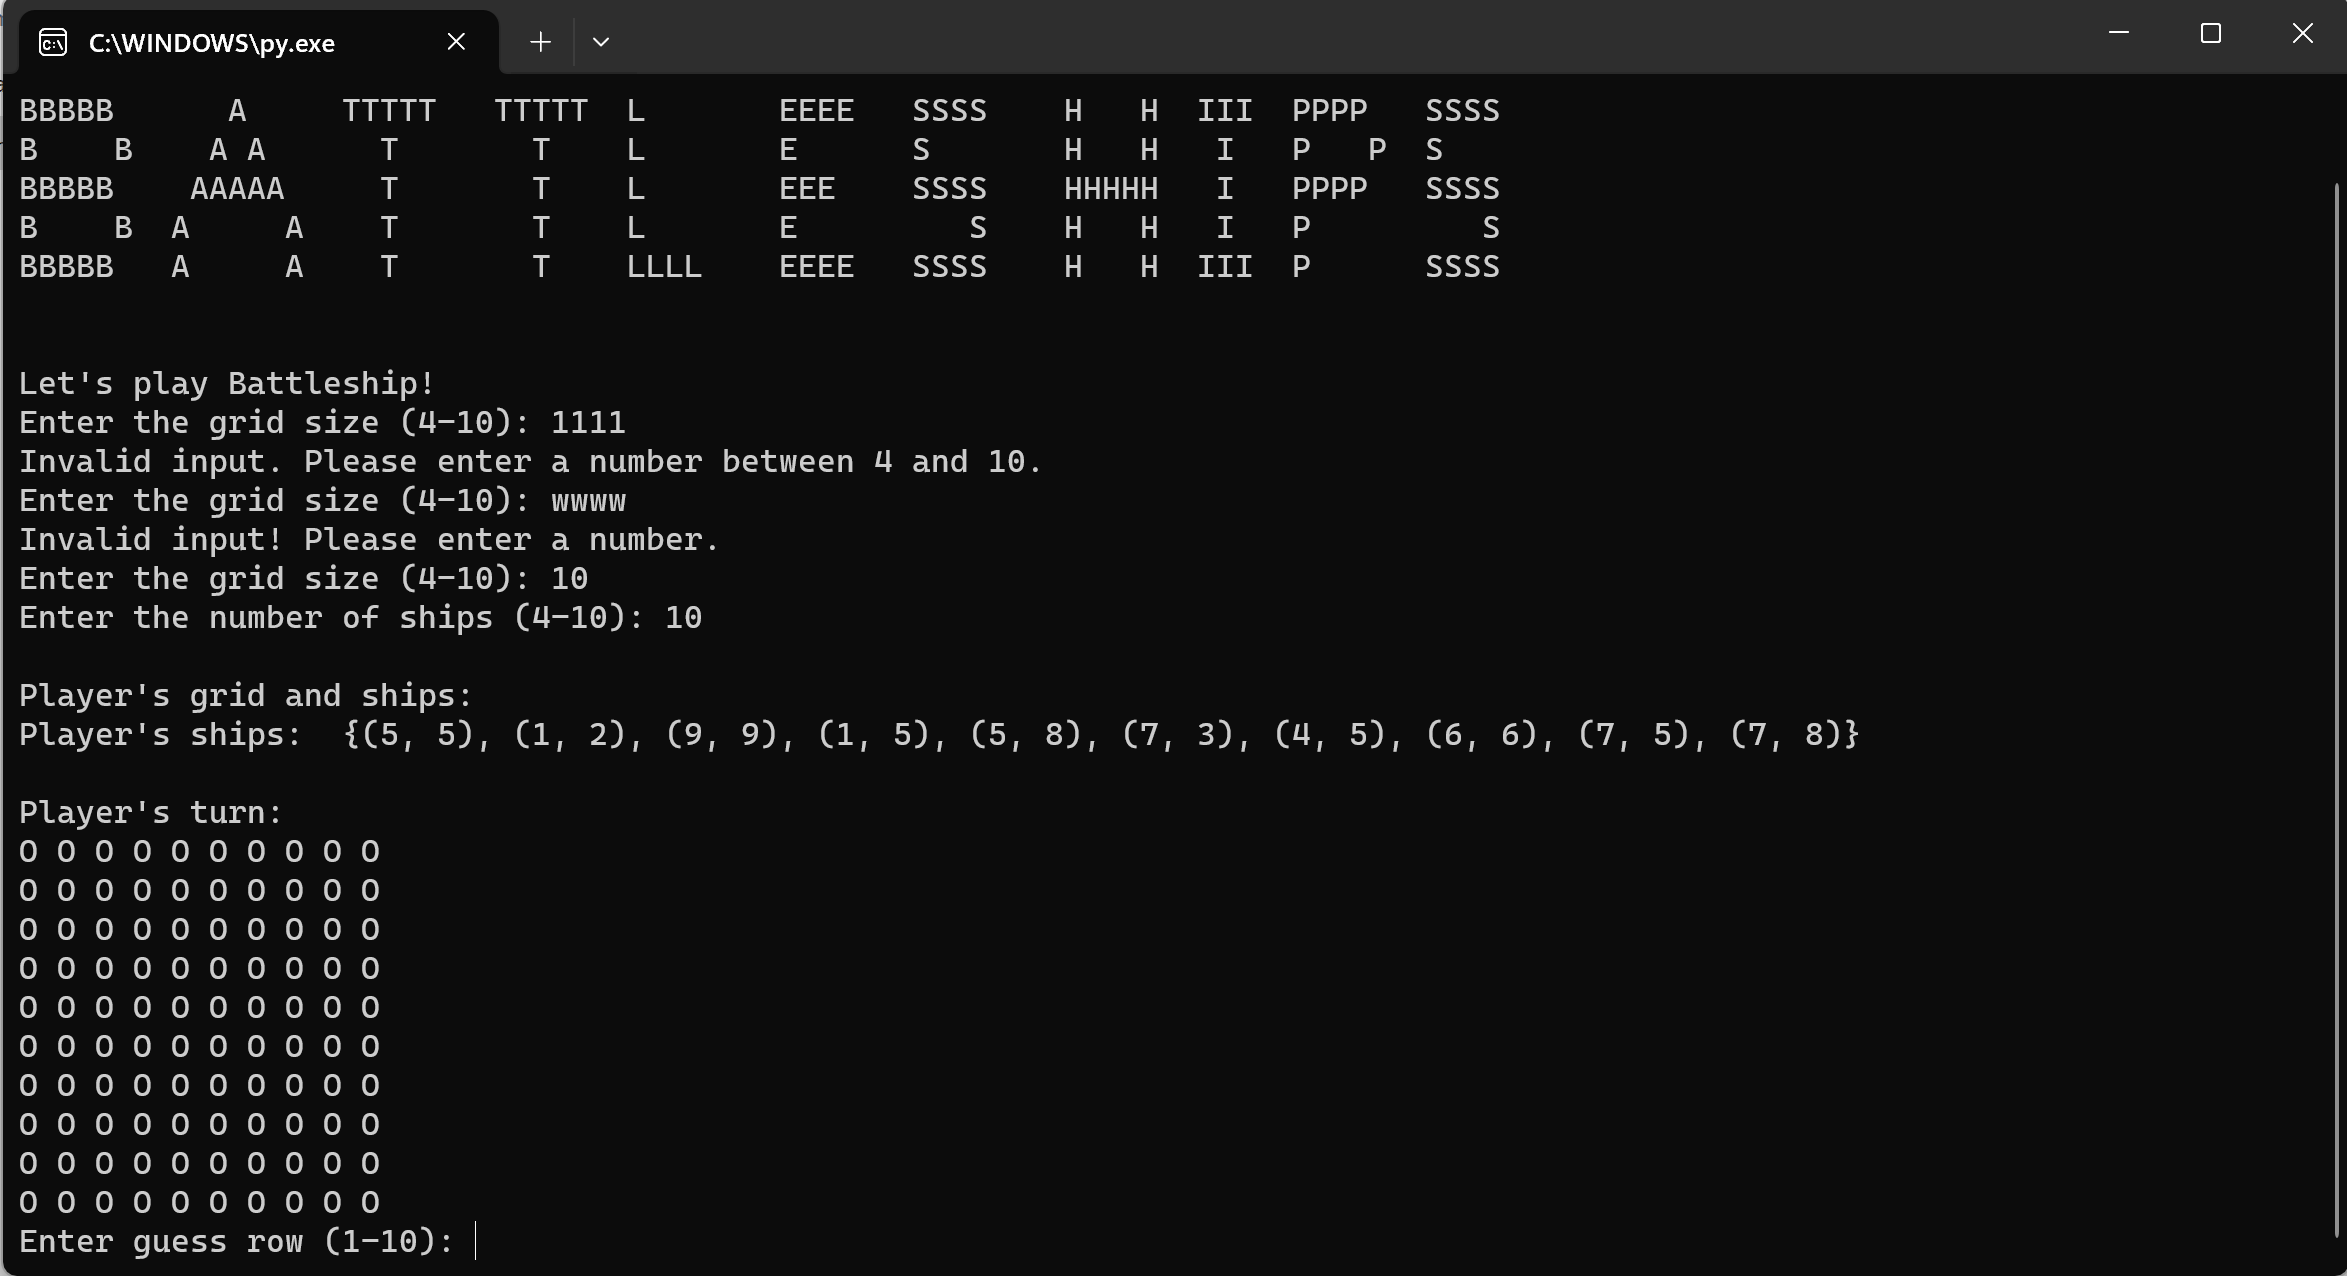 C:\WINDOWS\py.exe
BBBBB      A     TTTTT   TTTTT  L       EEEE   SSSS    H   H  III  PPPP   SSSS
B    B    A A      T       T    L       E      S       H   H   I   P   P  S
BBBBB    AAAAA     T       T    L       EEE    SSSS    HHHHH   I   PPPP   SSSS
B    B  A     A    T       T    L       E         S    H   H   I   P         S
BBBBB   A     A    T       T    LLLL    EEEE   SSSS    H   H  III  P      SSSS
Let's play Battleship!
Enter the grid size (4-10): 1111
Invalid input. Please enter a number between 4 and 10.
Enter the grid size (4-10): wwww
Invalid input! Please enter a number.
Enter the grid size (4-10): 10
Enter the number of ships (4-10): 10
Player's grid and ships:
Player's ships:  {(5, 5), (1, 2), (9, 9), (1, 5), (5, 8), (7, 3), (4, 5), (6, 6), (7, 5), (7, 8)}
Player's turn:
O O O O O O O O O O
O O O O O O O O O O
O O O O O O O O O O
O O O O O O O O O O
O O O O O O O O O O
O O O O O O O O O O
O O O O O O O O O O
O O O O O O O O O O
O O O O O O O O O O
O O O O O O O O O O
Enter guess row (1-10):